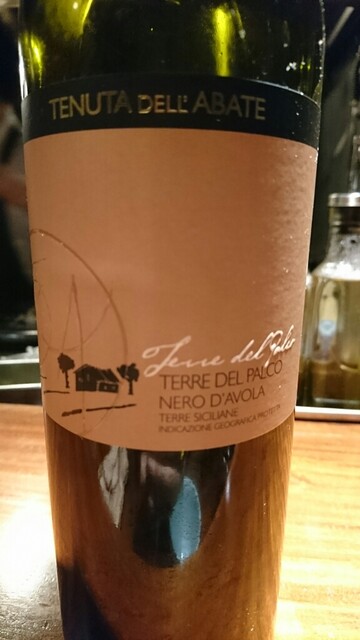 TENUTA DELL'ABATE
Terre del Palco
TERRE DEL PALCO
NERO D'AVOLA
TERRE SICILIANE
INDICAZIONE GEOGRAFICA PROTETTA